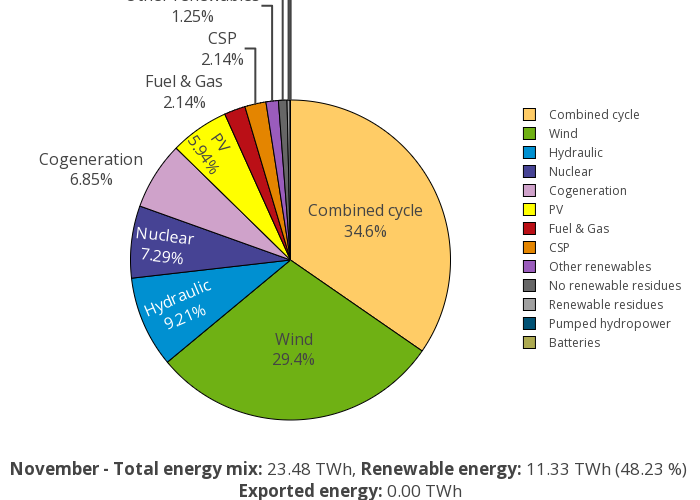 Other renewables
1.25%
CSP
2.14%
Fuel & Gas
2.14%
PV
5.94%
Cogeneration
6.85%
Nuclear
7.29%
Hydraulic
9.21%
Combined cycle
34.6%
Wind
29.4%
Combined cycle
Wind
Hydraulic
Nuclear
Cogeneration
PV
Fuel & Gas
CSP
Other renewables
No renewable residues
Renewable residues
Pumped hydropower
Batteries
November - Total energy mix: 23.48 TWh, Renewable energy: 11.33 TWh (48.23 %)
Exported energy: 0.00 TWh